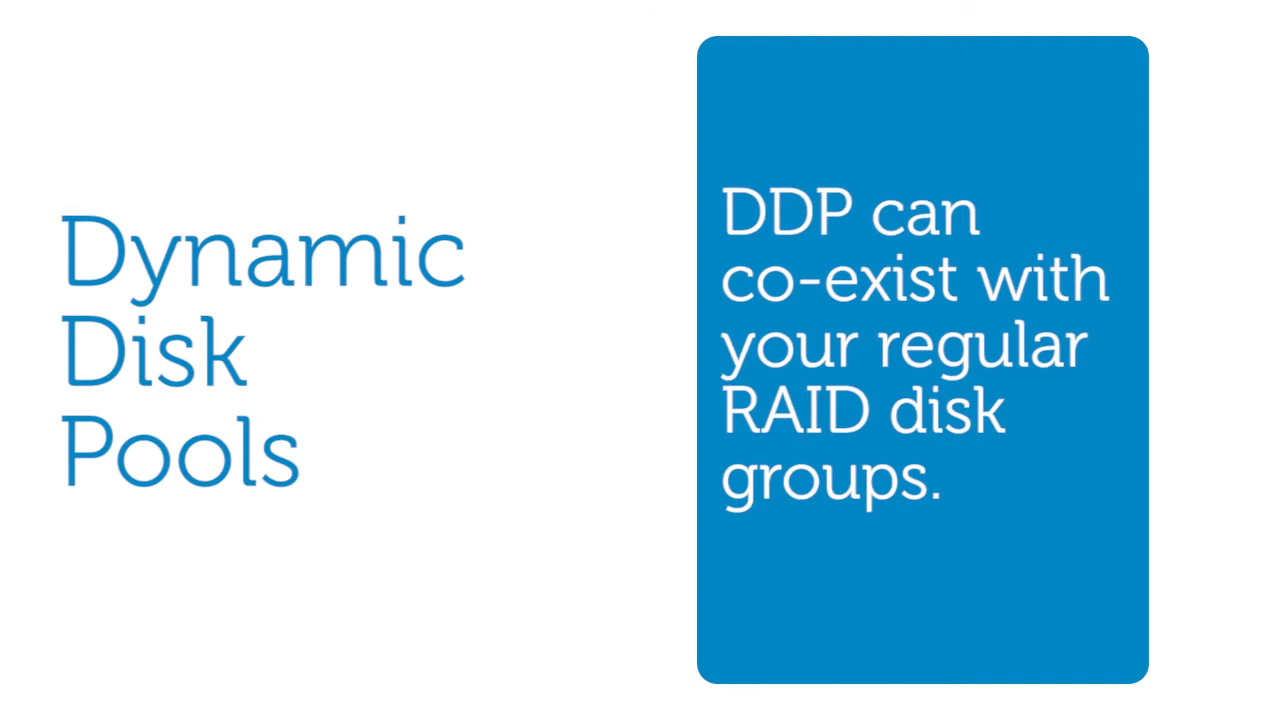 Dynamic
Disk
Pools
DDP can
co-exist with
your regular
RAID disk
groups.